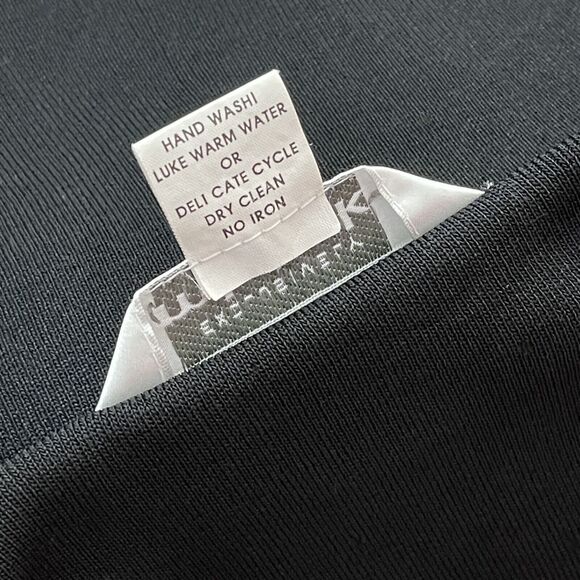 HAND WASHI
LUKE WARM WATER
OR
DELI CATE CYCLE
DRY CLEAN
NO IRON